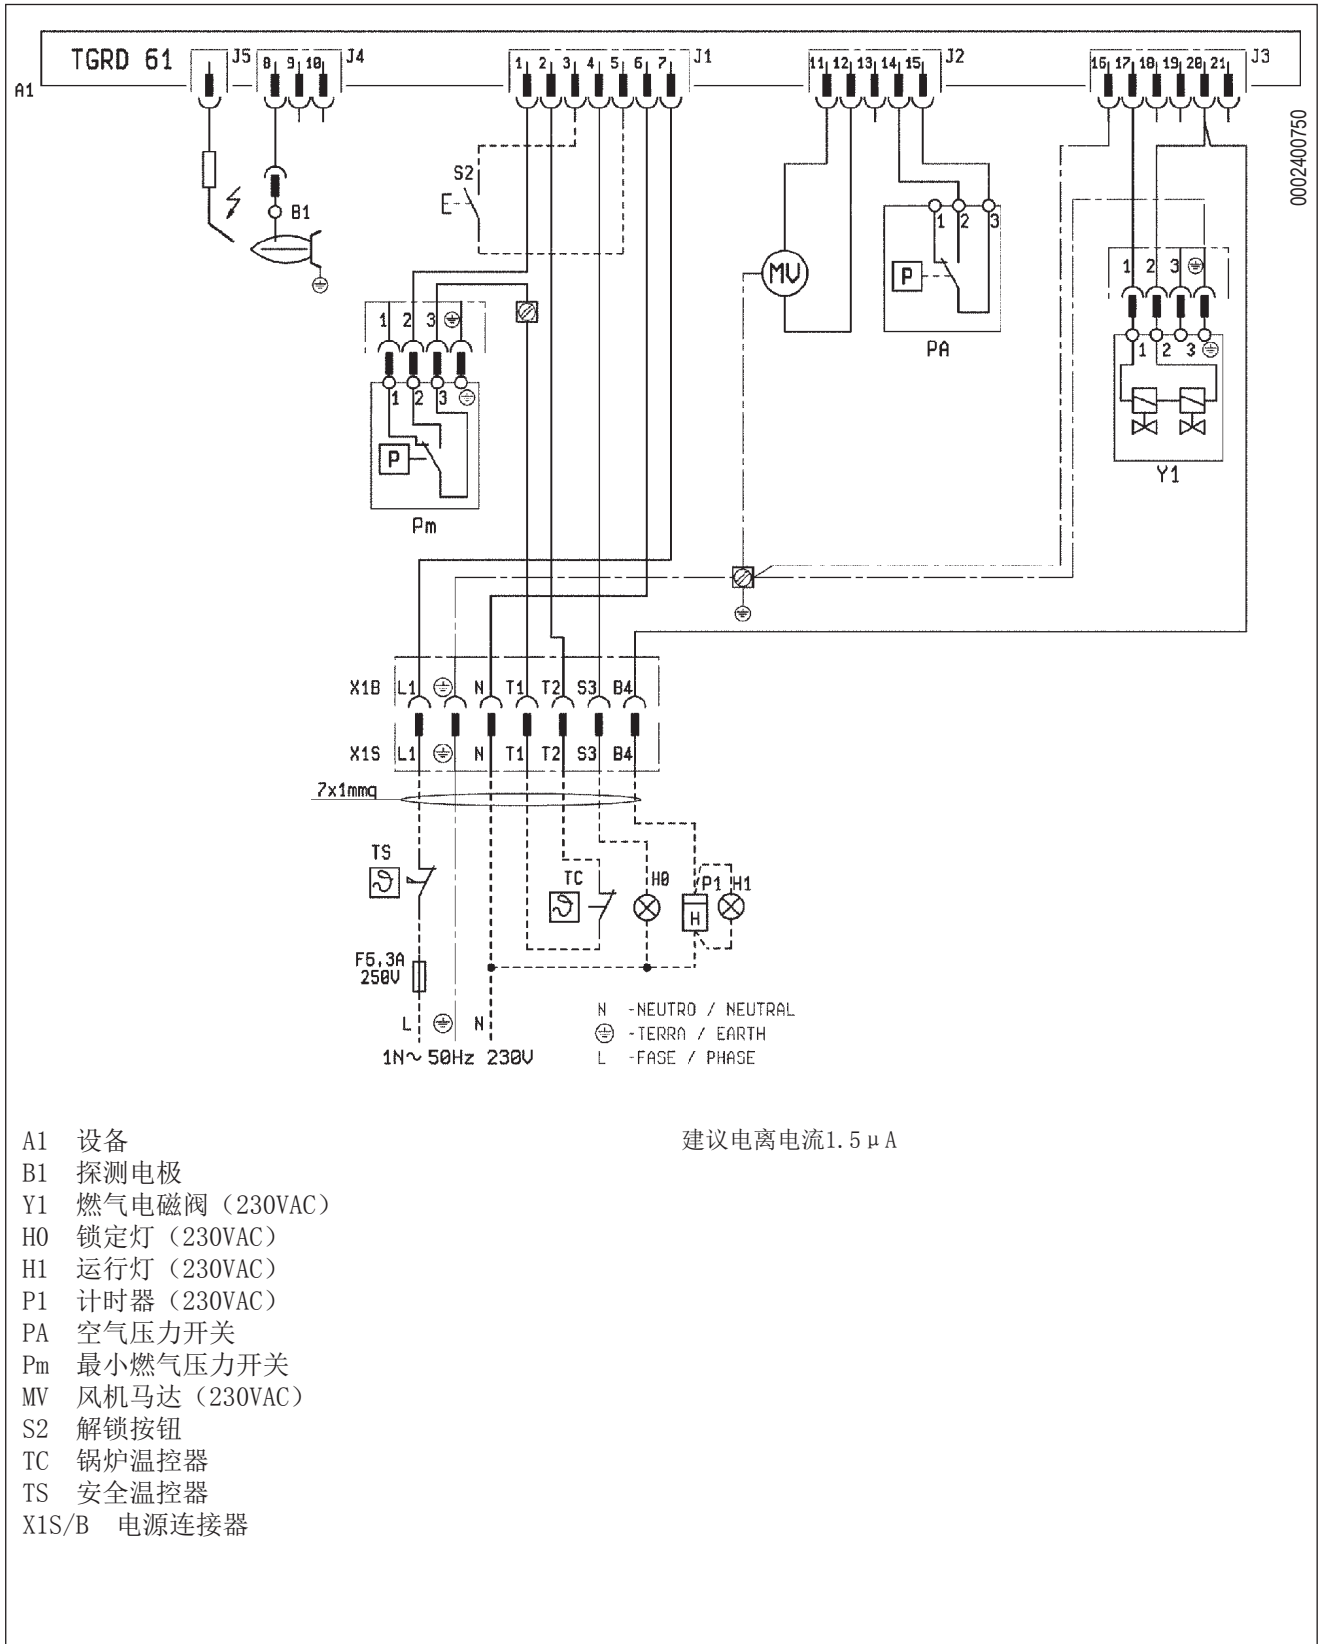 TGRD 61
A1
J5
8 9 10 J4
1 2 3 4 5 6 7 J1
11 12 13 14 15 J2
16 17 18 19 20 21 J3
0002400750
S2
B1
MV
1 2 3
P
PA
1 2 3
1 2 3
Y1
1 2 3
1 2 3
P
Pm
X1B L1 N T1 T2 S3 B4
X1S L1 N T1 T2 S3 B4
7x1mmq
TS
TC
H0
P1 H1
H
F6,3A
250V
L N
1N~ 50Hz 230V
N -NEUTRO / NEUTRAL
-TERRA / EARTH
L -FASE / PHASE
A1 设备
B1 探测电极
Y1 燃气电磁阀（230VAC）
H0 锁定灯（230VAC）
H1 运行灯（230VAC）
P1 计时器（230VAC）
PA 空气压力开关
Pm 最小燃气压力开关
MV 风机马达（230VAC）
S2 解锁按钮
TC 锅炉温控器
TS 安全温控器
X1S/B 电源连接器
建议电离电流1.5μA